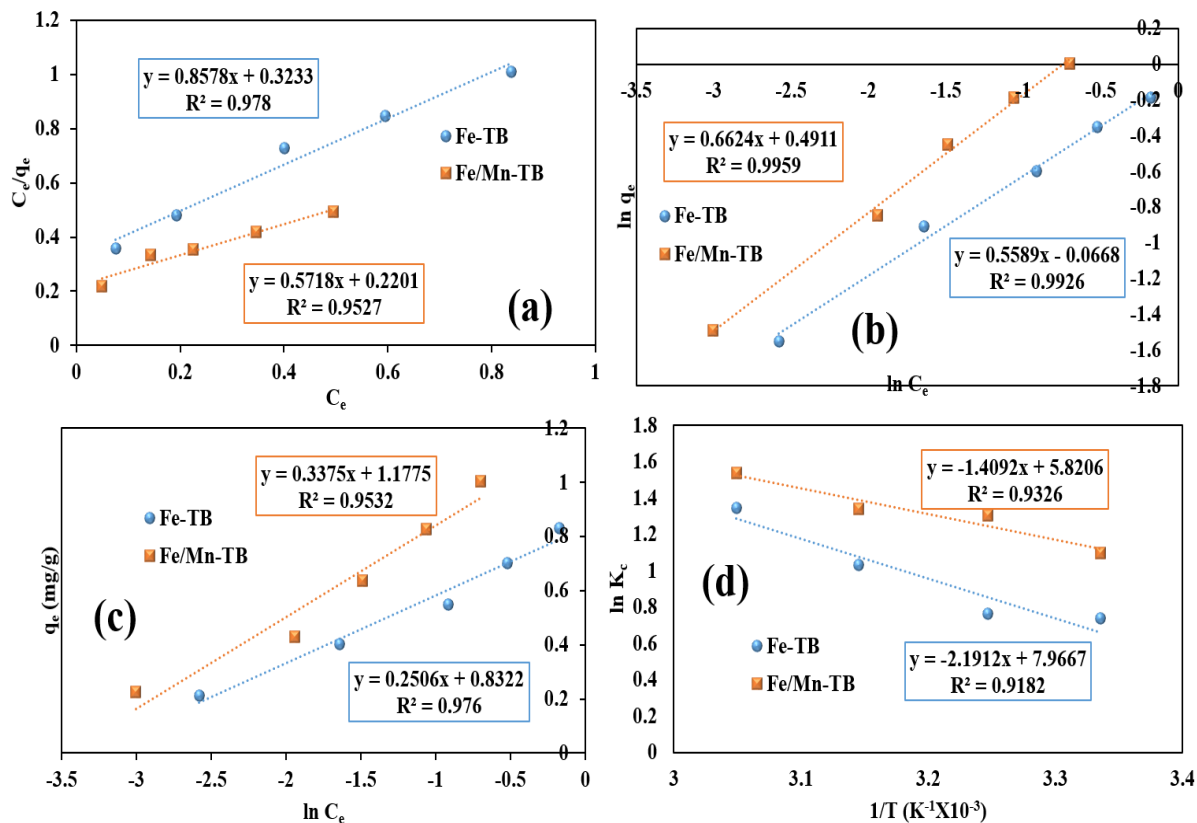 1.2
1
0.8
0.6
0.4
0.2
0
C_e/q_e
y = 0.8578x + 0.3233
R² = 0.978
Fe-TB
Fe/Mn-TB
y = 0.5718x + 0.2201
R² = 0.9527
(a)
0
0.2
0.4
0.6
0.8
1
C_e
0.2
0
-0.2
-0.4
-0.6
-0.8
-1
-1.2
-1.4
-1.6
-1.8
-3.5
-3
-2.5
-2
-1.5
-1
-0.5
0
ln q_e
y = 0.6624x + 0.4911
R² = 0.9959
Fe-TB
Fe/Mn-TB
y = 0.5589x - 0.0668
R² = 0.9926
(b)
ln C_e
1.2
1
0.8
0.6
0.4
0.2
0
q_e (mg/g)
y = 0.3375x + 1.1775
R² = 0.9532
Fe-TB
Fe/Mn-TB
(c)
y = 0.2506x + 0.8322
R² = 0.976
-3.5
-3
-2.5
-2
-1.5
-1
-0.5
0
ln C_e
1.8
1.6
1.4
1.2
1
0.8
0.6
0.4
0.2
0
ln K_c
y = -1.4092x + 5.8206
R² = 0.9326
(d)
Fe-TB
Fe/Mn-TB
y = -2.1912x + 7.9667
R² = 0.9182
3
3.1
3.2
3.3
3.4
1/T (K⁻¹X10⁻³)